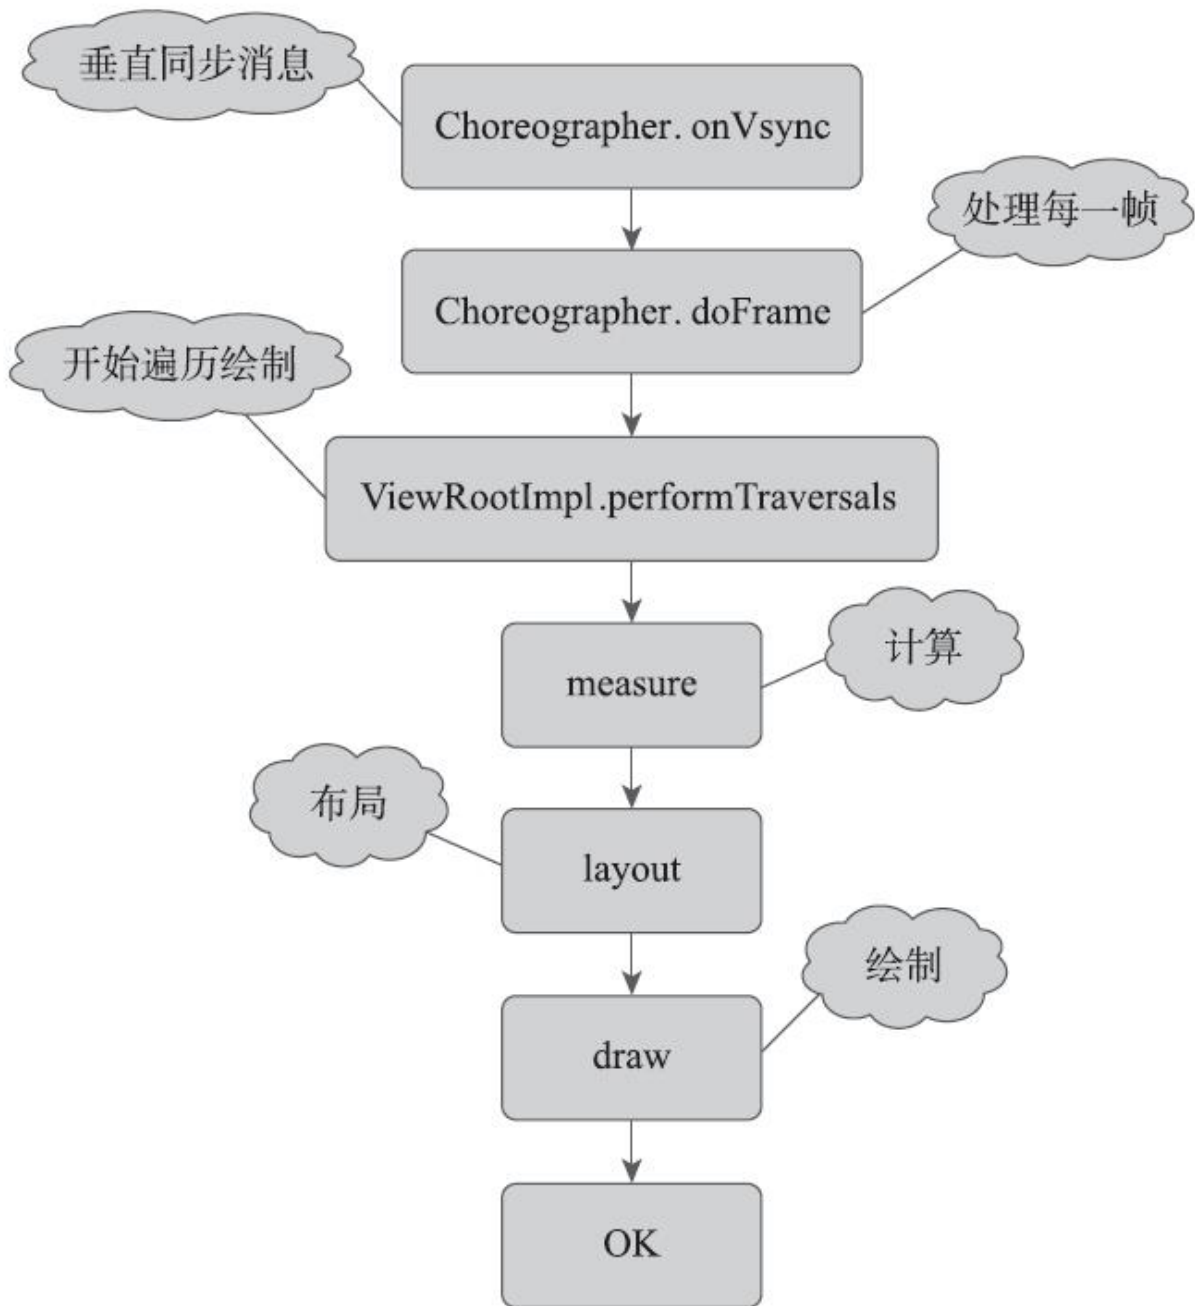 垂直同步消息
Choreographer. onVsync
处理每一帧
Choreographer. doFrame
开始遍历绘制
ViewRootImpl.performTraversals
计算
measure
布局
layout
绘制
draw
OK